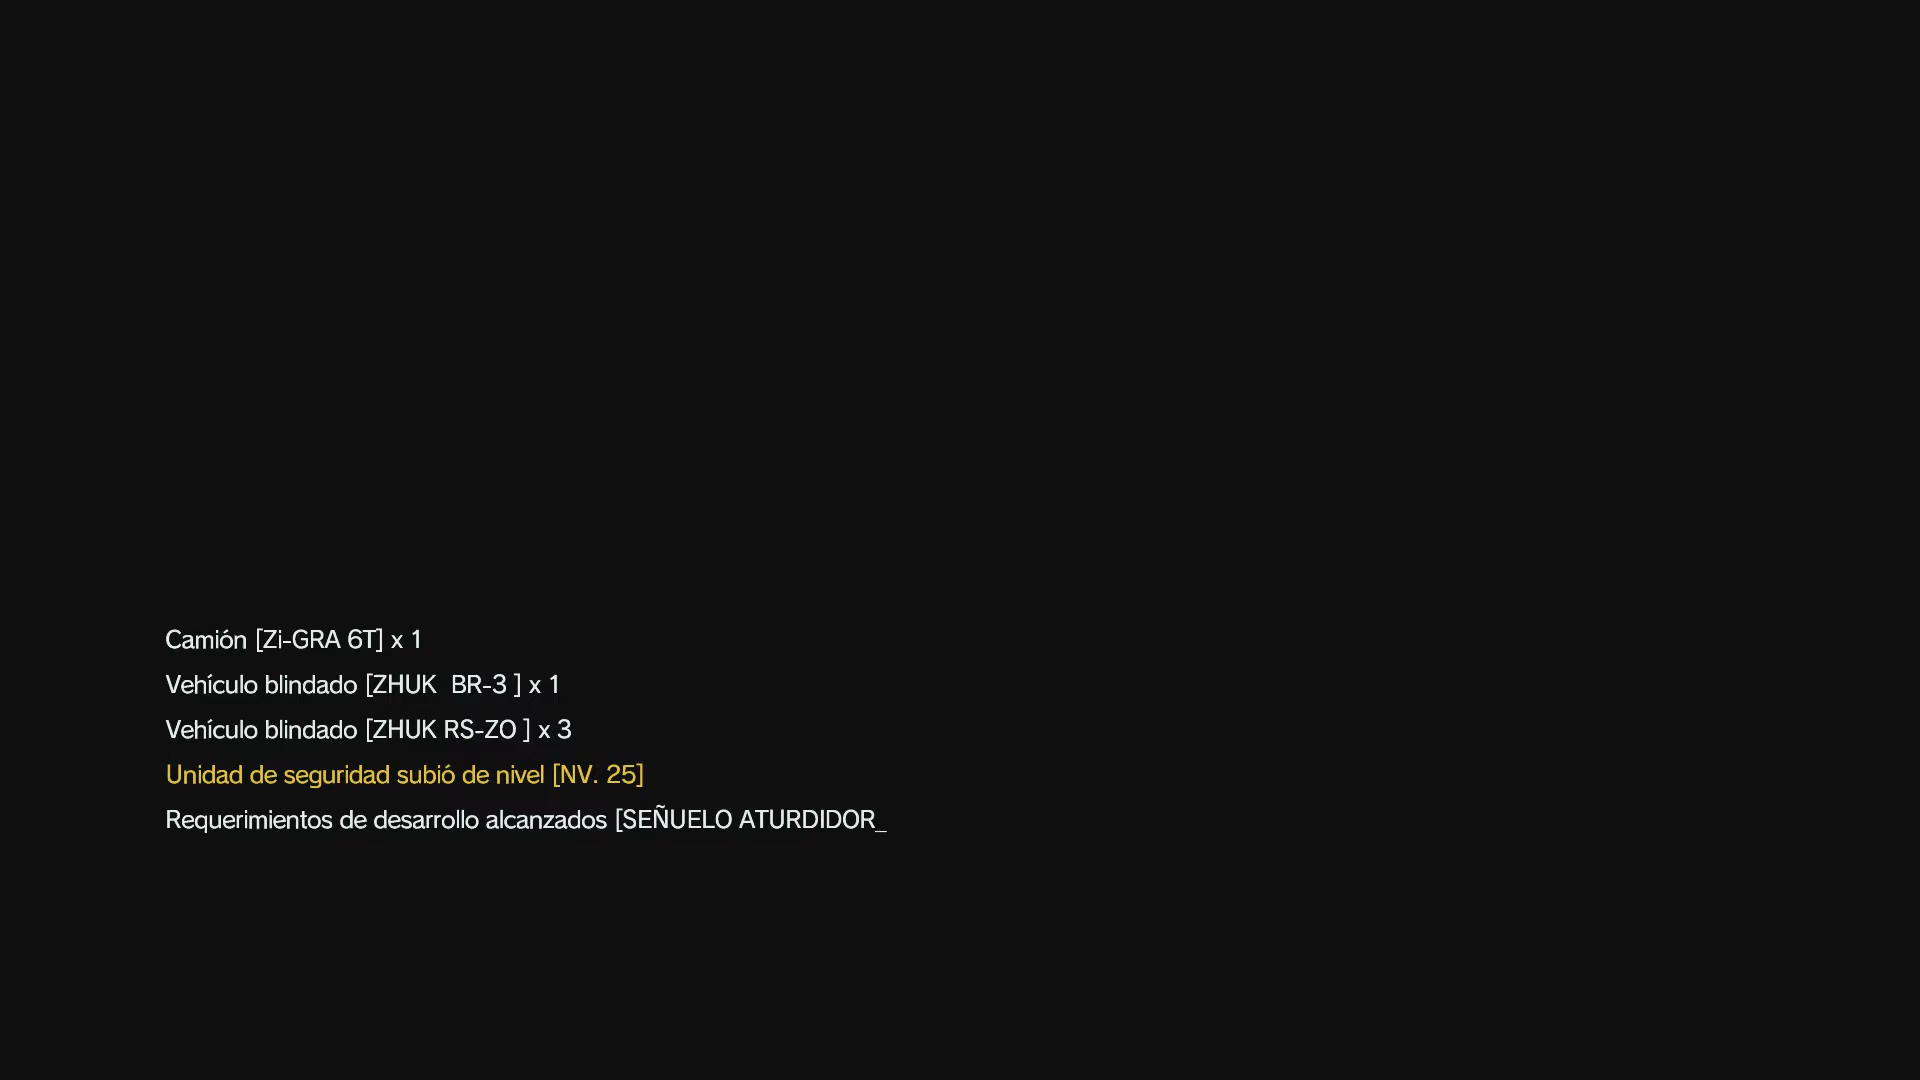 Camión [Zi-GRA 6T] x 1
Vehículo blindado [ZHUK  BR-3 ] x 1
Vehículo blindado [ZHUK RS-ZO ] x 3
Unidad de seguridad subió de nivel [NV. 25]
Requerimientos de desarrollo alcanzados [SEÑUELO ATURDIDOR_